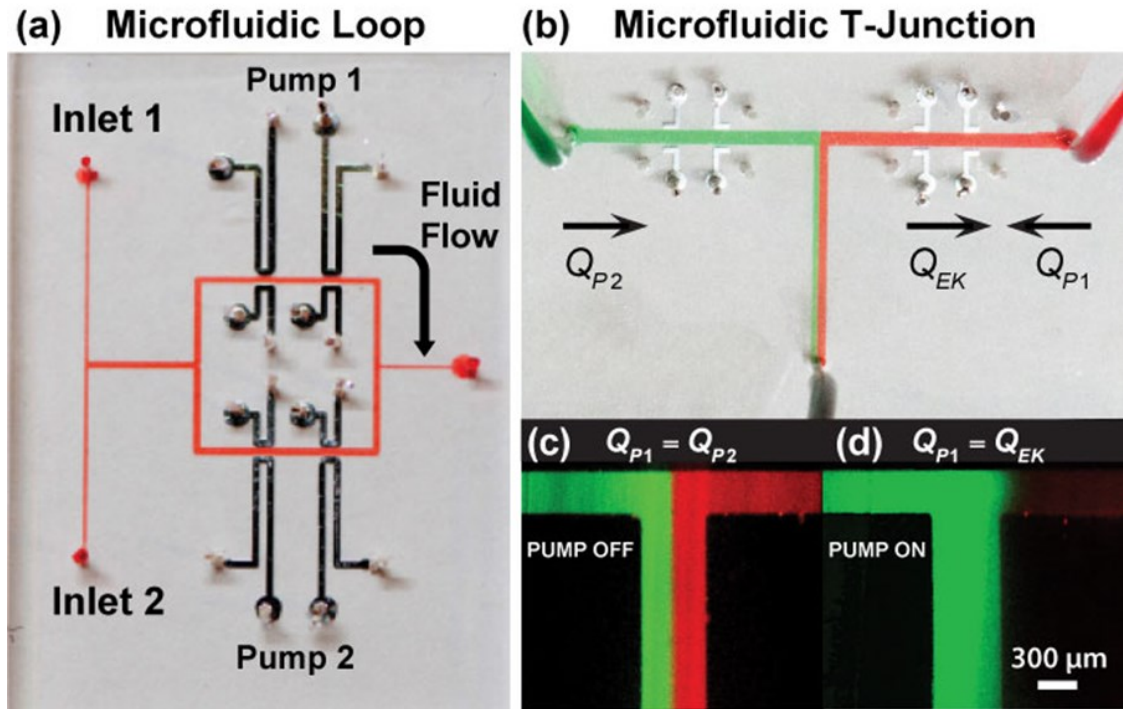 (a) Microfluidic Loop
Pump 1
Inlet 1
Fluid
Flow
Inlet 2
Pump 2
(b) Microfluidic T-Junction
Q_P2
Q_EK
Q_P1
(c) Q_P1 = Q_P2
PUMP OFF
(d) Q_P1 = Q_EK
PUMP ON
300 µm